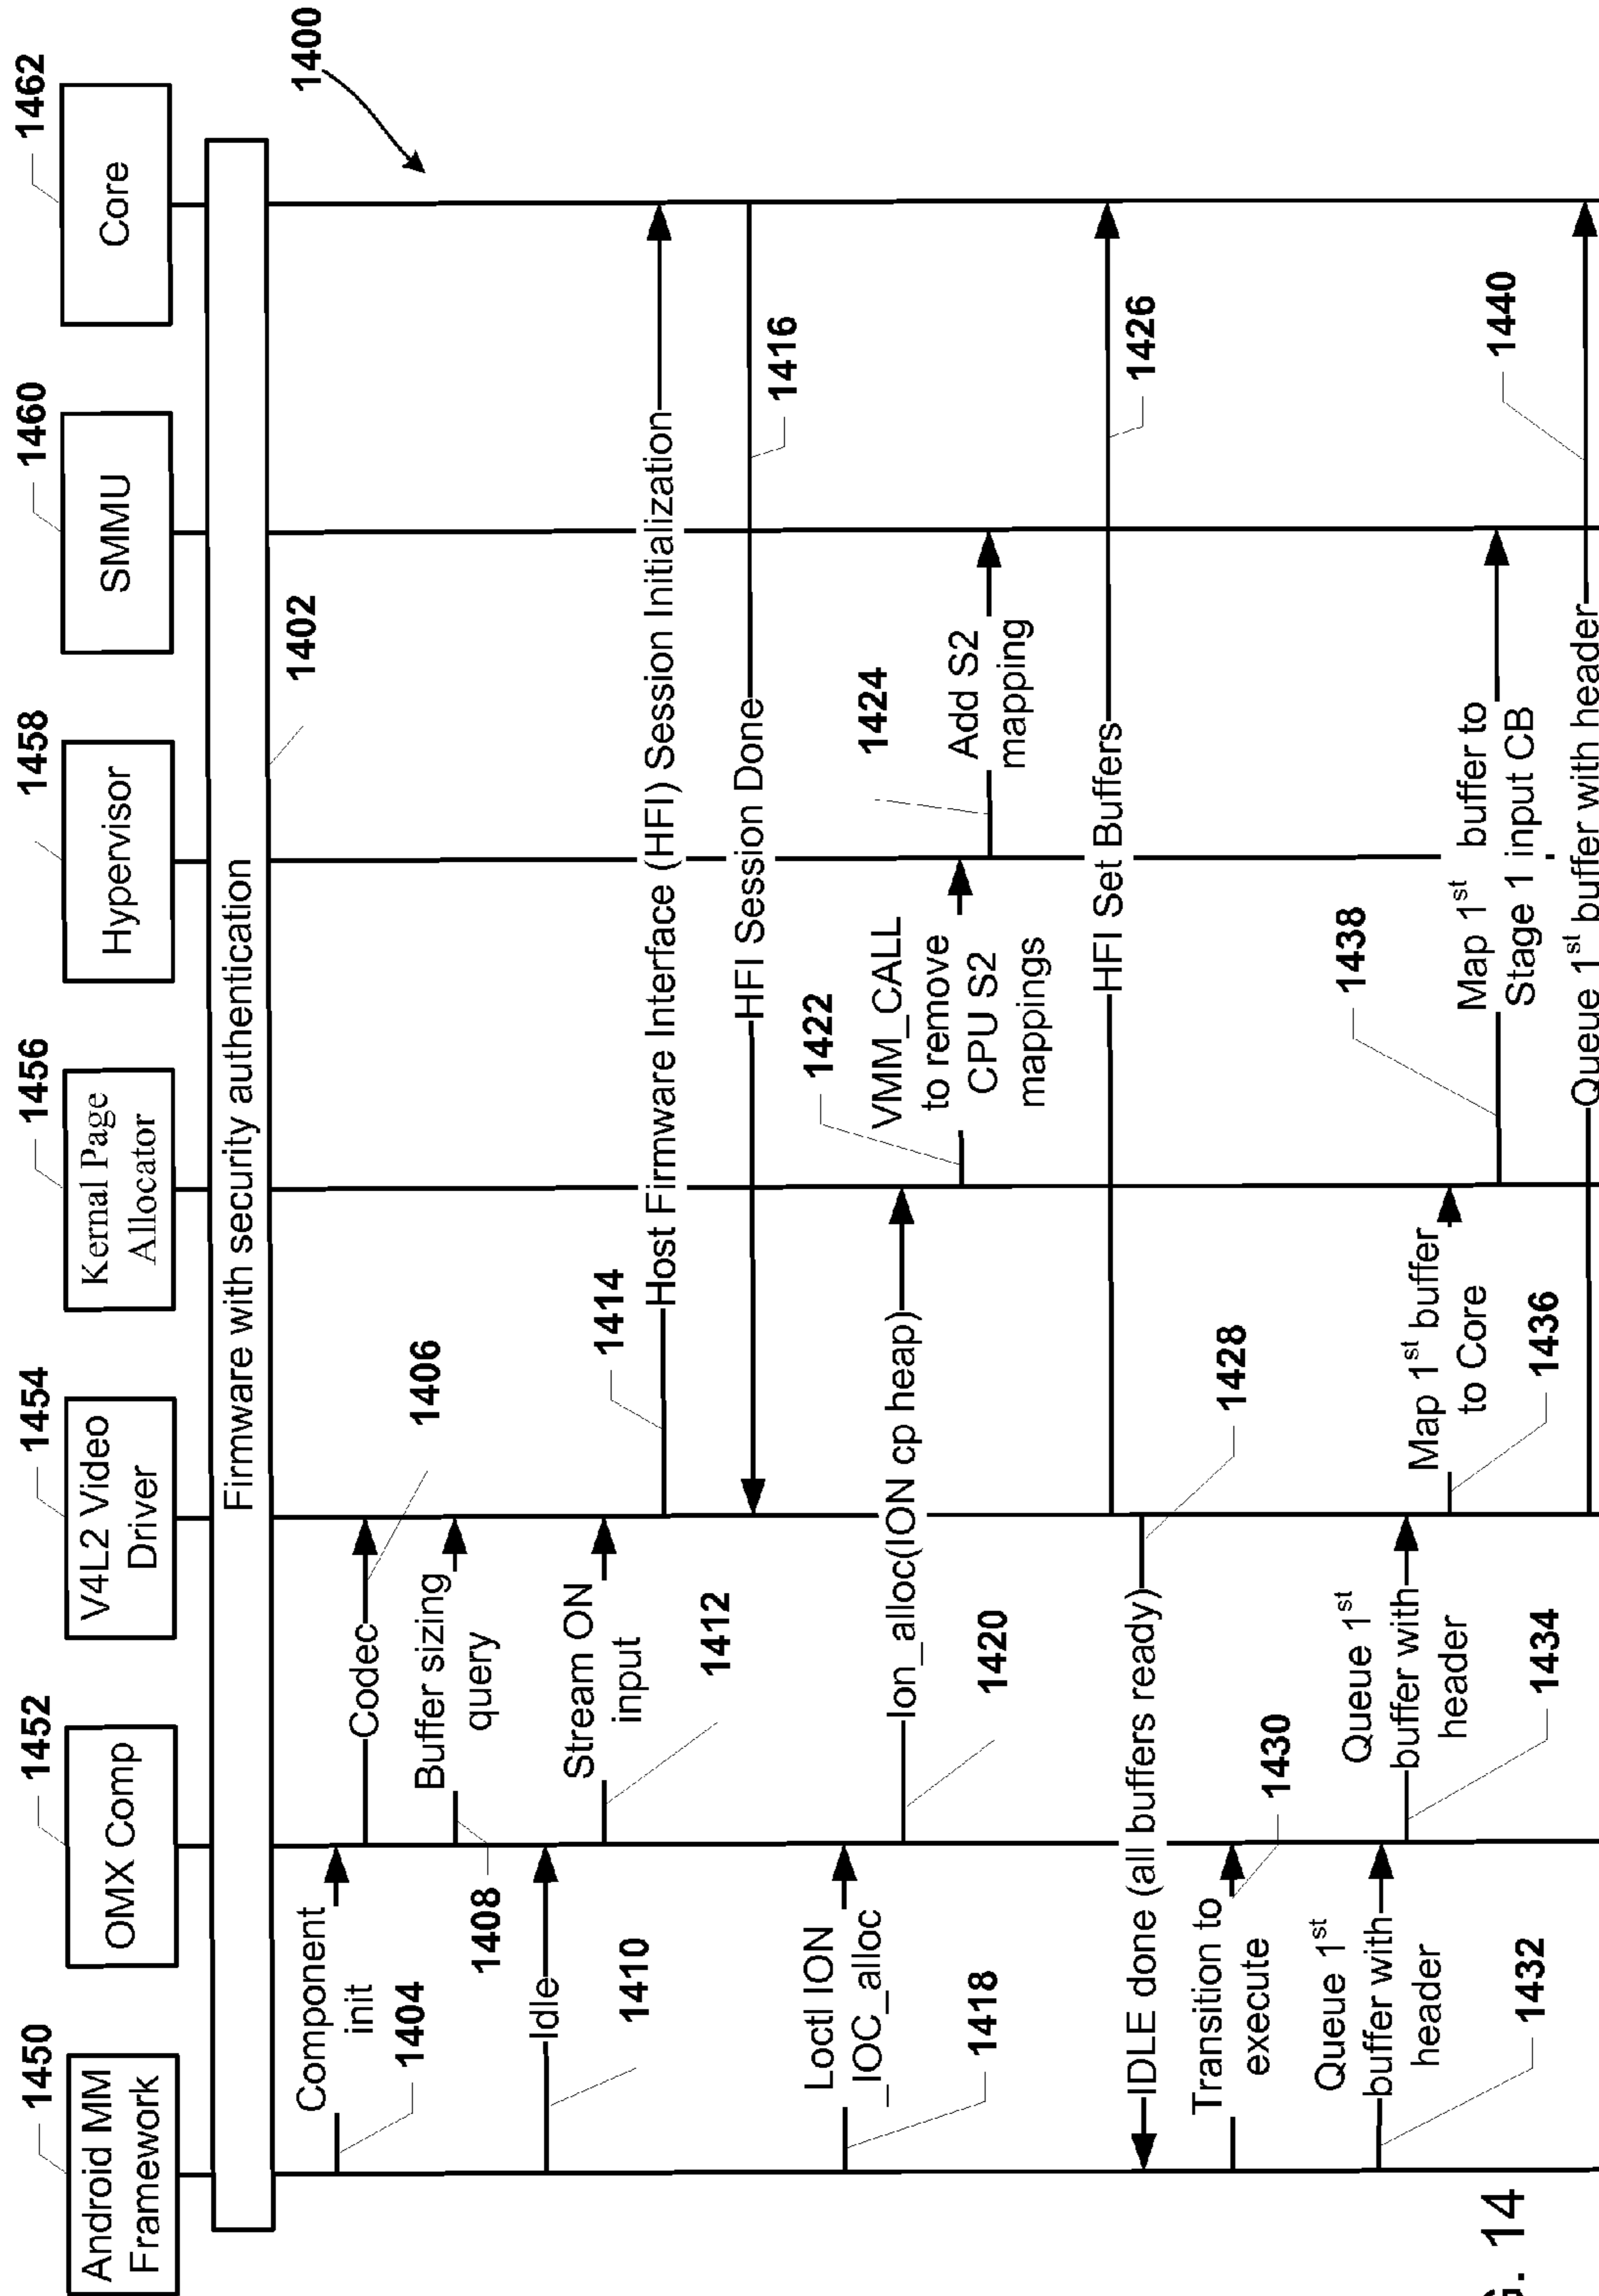 1450
Android MM
Framework
1452
OMX Comp
1454
V4L2 Video
Driver
1456
Kernal Page
Allocator
1458
Hypervisor
1460
SMMU
1462
Core
1400
Firmware with security authentication
1402
Component
init
1404
Codec
1406
Buffer sizing
query
1408
Idle
1410
Stream ON
input
1412
Host Firmware Interface (HFI) Session Initialization
1414
HFI Session Done
1416
Loctl ION
_IOC_alloc
1418
Ion_alloc(ION cp heap)
1420
VMM_CALL
to remove
CPU S2
mappings
1422
Add S2
mapping
1424
HFI Set Buffers
1426
IDLE done (all buffers ready)
1428
Transition to
execute
1430
Queue 1st
buffer with
header
1432
Queue 1st
buffer with
header
1434
Map 1st buffer
to Core
1436
Map 1st buffer to
Stage 1 input CB
1438
Queue 1st buffer with header
1440
. 14